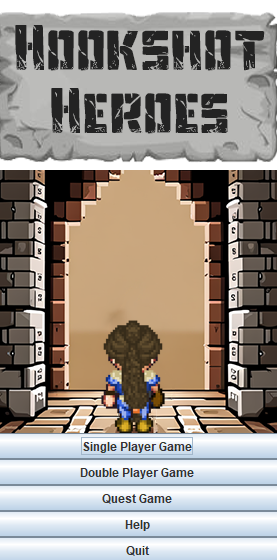 HOOKSHOT
HEROES
Single Player Game
Double Player Game
Quest Game
Help
Quit